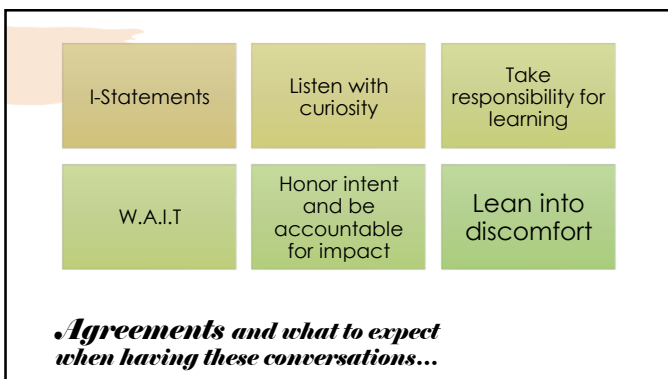 I-Statements
Listen with
curiosity
Take
responsibility for
learning
W.A.I.T
Honor intent
and be
accountable
for impact
Lean into
discomfort
Agreements and what to expect
when having these conversations...